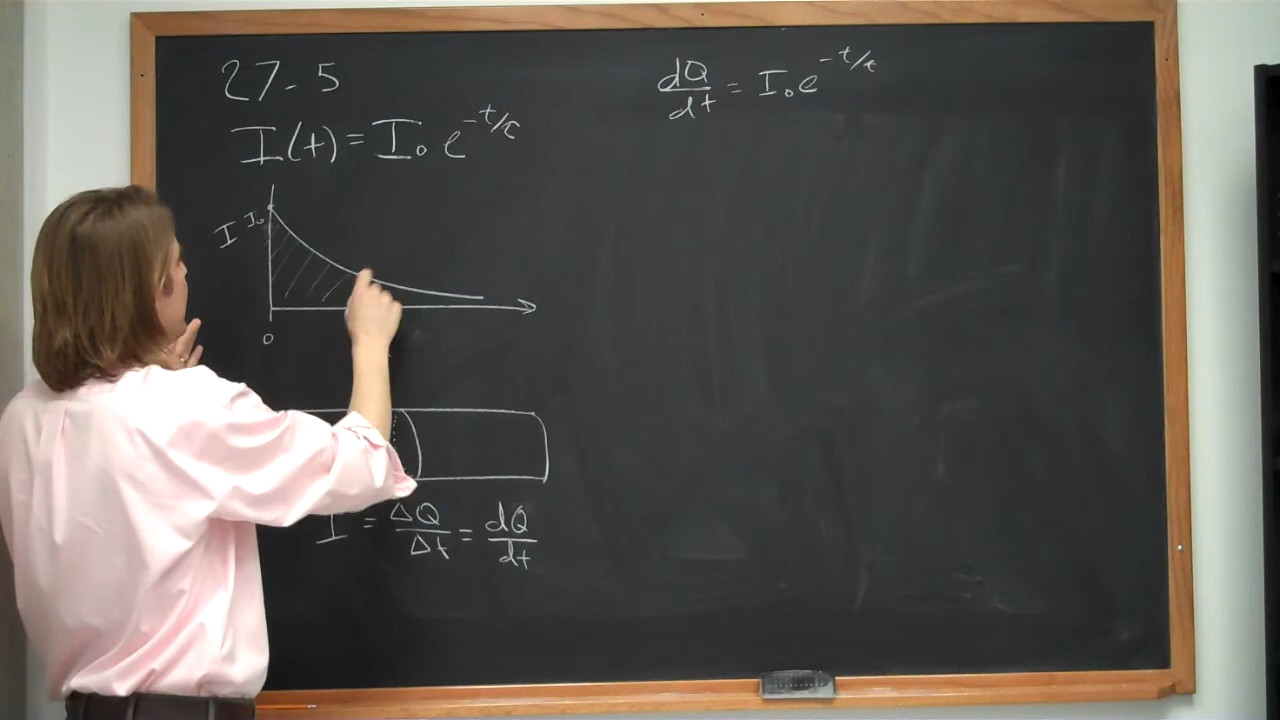 27-5
I(t) = I₀ e^(-t/τ)
I I₀
0
I = ΔQ/Δt = dQ/dt
dQ/dt = I₀ e^(-t/τ)